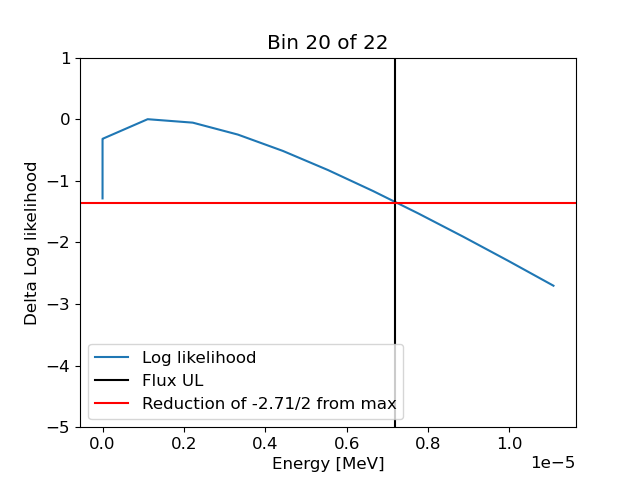 Bin 20 of 22
1
0
−1
−2
−3
−4
−5
Delta Log likelihood
Log likelihood
Flux UL
Reduction of -2.71/2 from max
0.0 0.2 0.4 0.6 0.8 1.0
Energy [MeV]
1e−5